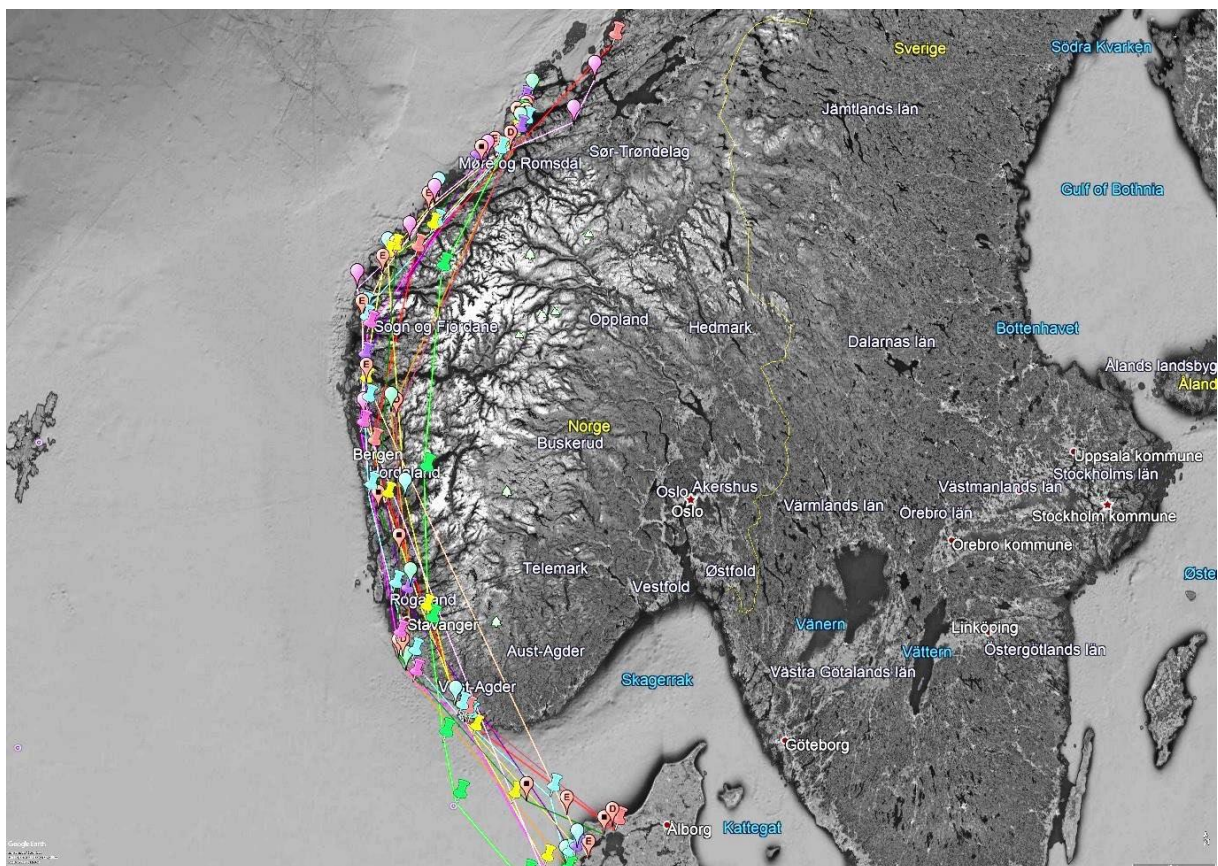 Sverige
Södra Kvarken
Jämtlands län
D
E
Møre og Romsdal
Sør-Trøndelag
Gulf of Bothnia
E
E
E
Sogn og Fjordane
Oppland
Hedmark
Bottenhavet
Dalarnas län
E
Ålands landsbyg
Åland
Norge
Buskerud
Bergen
Hordaland
Uppsala kommune
Stockholms län
Västmanlands län
Oslo
Akershus
Oslo
Värmlands län
Örebro län
Stockholm kommune
Örebro kommune
Telemark
Østfold
Vestfold
Øster
Rogaland
Stavanger
Vänern
Linköping
Aust-Agder
Vättern
Östergötlands län
Västra Götalands län
Skagerrak
Vest-Agder
Göteborg
E
D
Ålborg
Kattegat
E
Google Earth